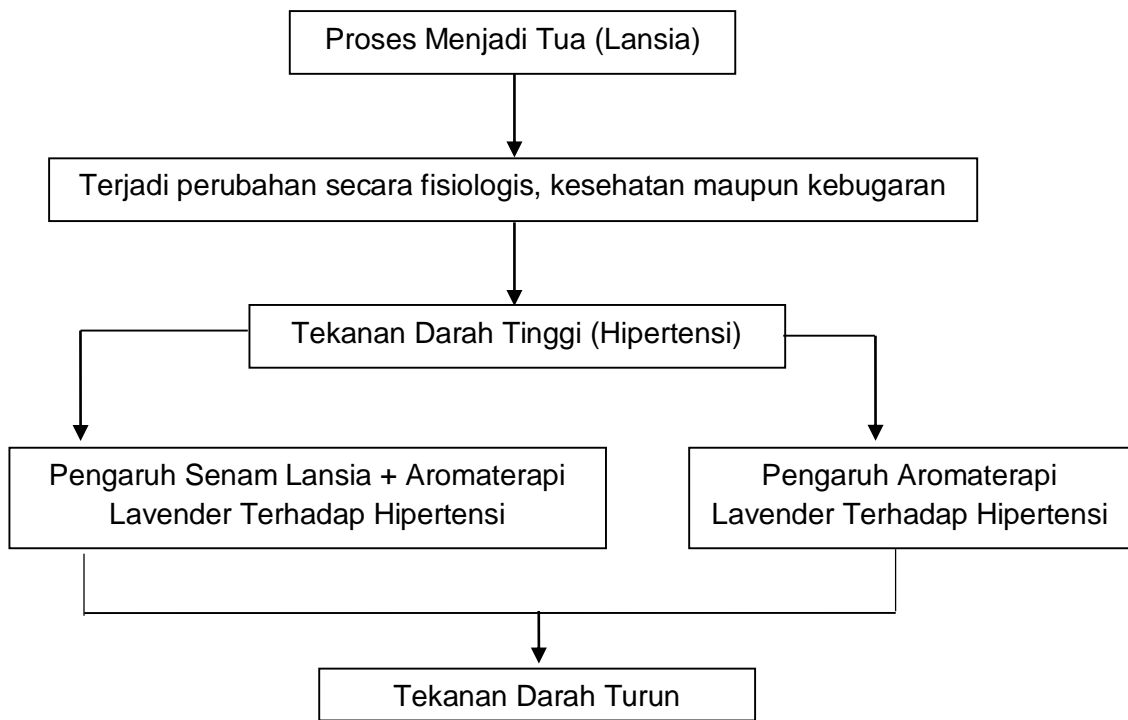 Proses Menjadi Tua (Lansia)
Terjadi perubahan secara fisiologis, kesehatan maupun kebugaran
Tekanan Darah Tinggi (Hipertensi)
Pengaruh Senam Lansia + Aromaterapi
Lavender Terhadap Hipertensi
Pengaruh Aromaterapi
Lavender Terhadap Hipertensi
Tekanan Darah Turun